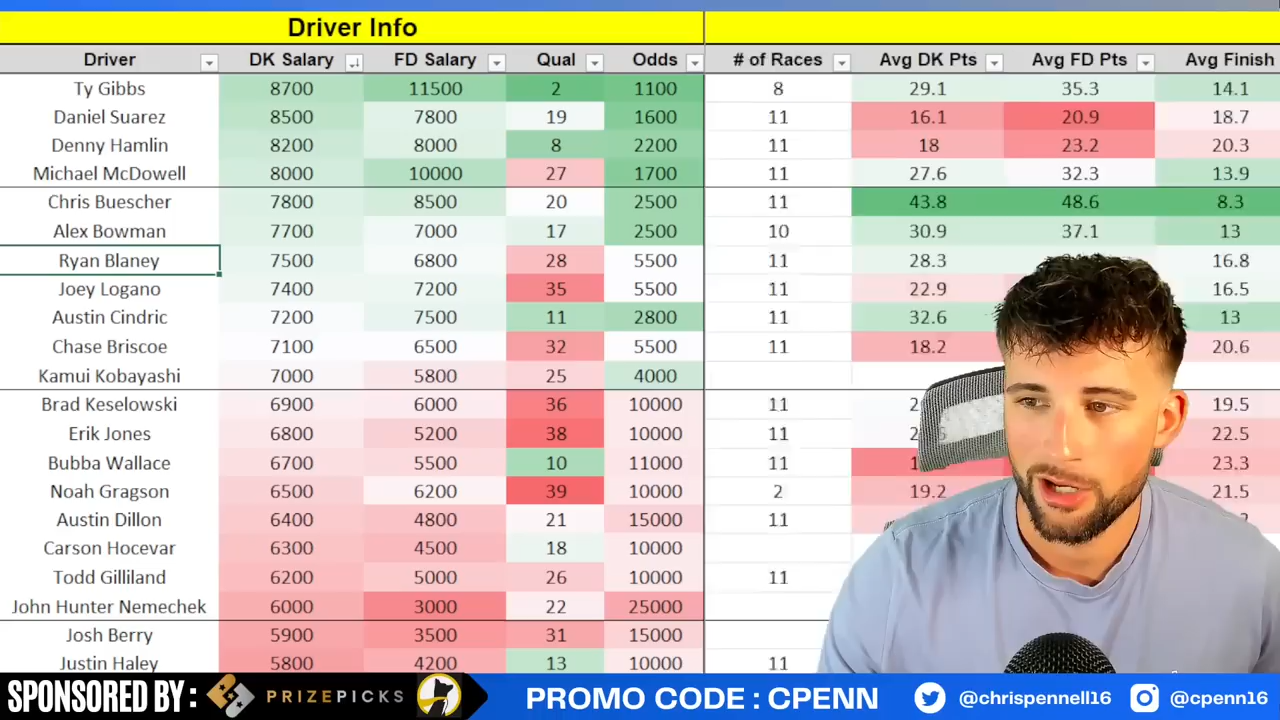 Driver Info
Driver DK Salary FD Salary Qual Odds # of Races Avg DK Pts Avg FD Pts Avg Finish
Ty Gibbs 8700 11500 2 1100 8 29.1 35.3 14.1
Daniel Suarez 8500 7800 19 1600 11 16.1 20.9 18.7
Denny Hamlin 8200 8000 8 2200 11 18 23.2 20.3
Michael McDowell 8000 10000 27 1700 11 27.6 32.3 13.9
Chris Buescher 7800 8500 20 2500 11 43.8 48.6 8.3
Alex Bowman 7700 7000 17 2500 10 30.9 37.1 13
Ryan Blaney 7500 6800 28 5500 11 28.3 16.8
Joey Logano 7400 7200 35 5500 11 22.9 16.5
Austin Cindric 7200 7500 11 2800 11 32.6 13
Chase Briscoe 7100 6500 32 5500 11 18.2 20.6
Kamui Kobayashi 7000 5800 25 4000
Brad Keselowski 6900 6000 36 10000 11 19.5
Erik Jones 6800 5200 38 10000 11 22.5
Bubba Wallace 6700 5500 10 11000 11 23.3
Noah Gragson 6500 6200 39 10000 2 19.2 21.5
Austin Dillon 6400 4800 21 15000 11
Carson Hocevar 6300 4500 18 10000
Todd Gilliland 6200 5000 26 10000 11
John Hunter Nemechek 6000 3000 22 25000
Josh Berry 5900 3500 31 15000
Justin Haley 5800 4200 13 10000 11
SPONSORED BY : PRIZEPICKS PROMO CODE : CPENN @chrispennell16 @cpenn16